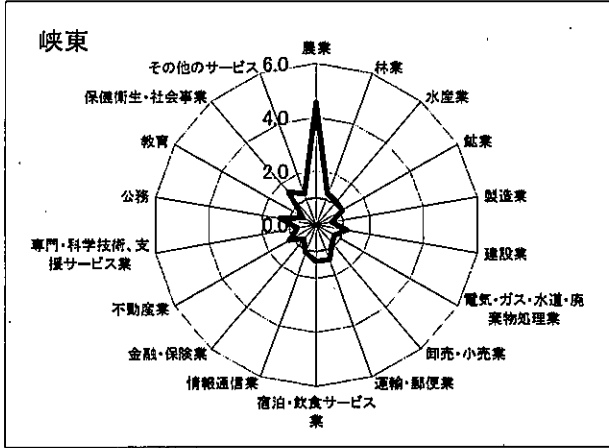 峡東
農業
林業
水産業
鉱業
製造業
建設業
電気・ガス・水道・廃
棄物処理業
卸売・小売業
運輸・郵便業
宿泊・飲食サービス
業
情報通信業
金融・保険業
不動産業
専門・科学技術、支
援サービス業
公務
教育
保健衛生・社会事業
その他のサービス
6.0
4.0
2.0
0.0